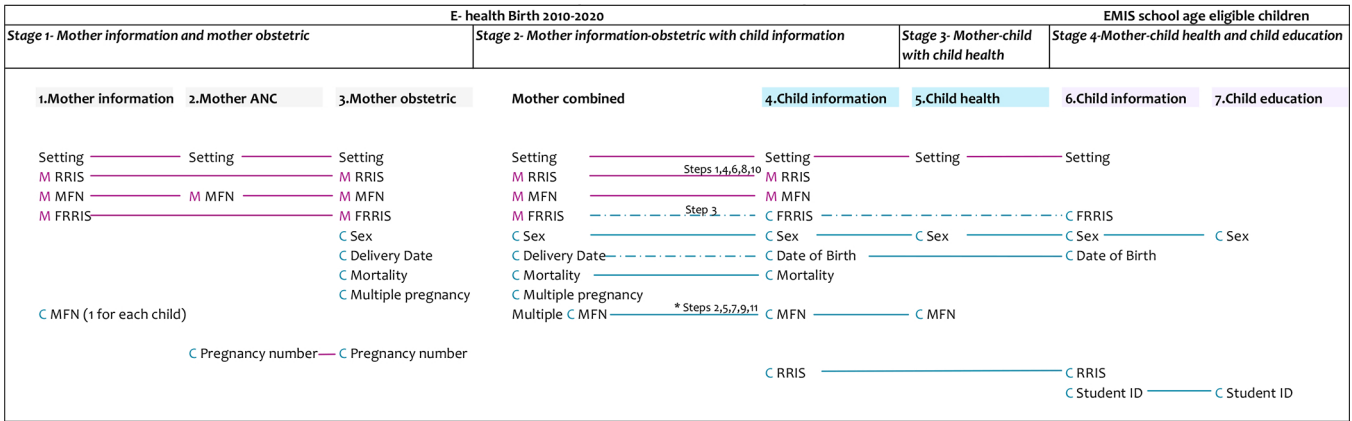 E- health Birth 2010-2020 EMIS school age eligible children
Stage 1- Mother information and mother obstetric Stage 2- Mother information-obstetric with child information Stage 3- Mother-child Stage 4-Mother-child health and child education
with child health
1.Mother information 2.Mother ANC 3.Mother obstetric Mother combined 4.Child information 5.Child health 6.Child information 7.Child education
Setting Setting Setting Setting Setting Setting Setting
Steps 1,4,6,8,10
M RRIS M RRIS M RRIS M RRIS
M MFN M MFN M MFN M MFN M MFN
Step 3
M FRRIS M FRRIS M FRRIS C FRRIS C FRRIS
C Sex C Sex C Sex C Sex C Sex C Sex
C Delivery Date C Delivery Date C Date of Birth C Date of Birth
C Mortality C Mortality C Mortality
C Multiple pregnancy C Multiple pregnancy
* Steps 2,5,7,9,11
C MFN (1 for each child) Multiple C MFN C MFN C MFN
C Pregnancy number C Pregnancy number
C RRIS C RRIS
C Student ID C Student ID